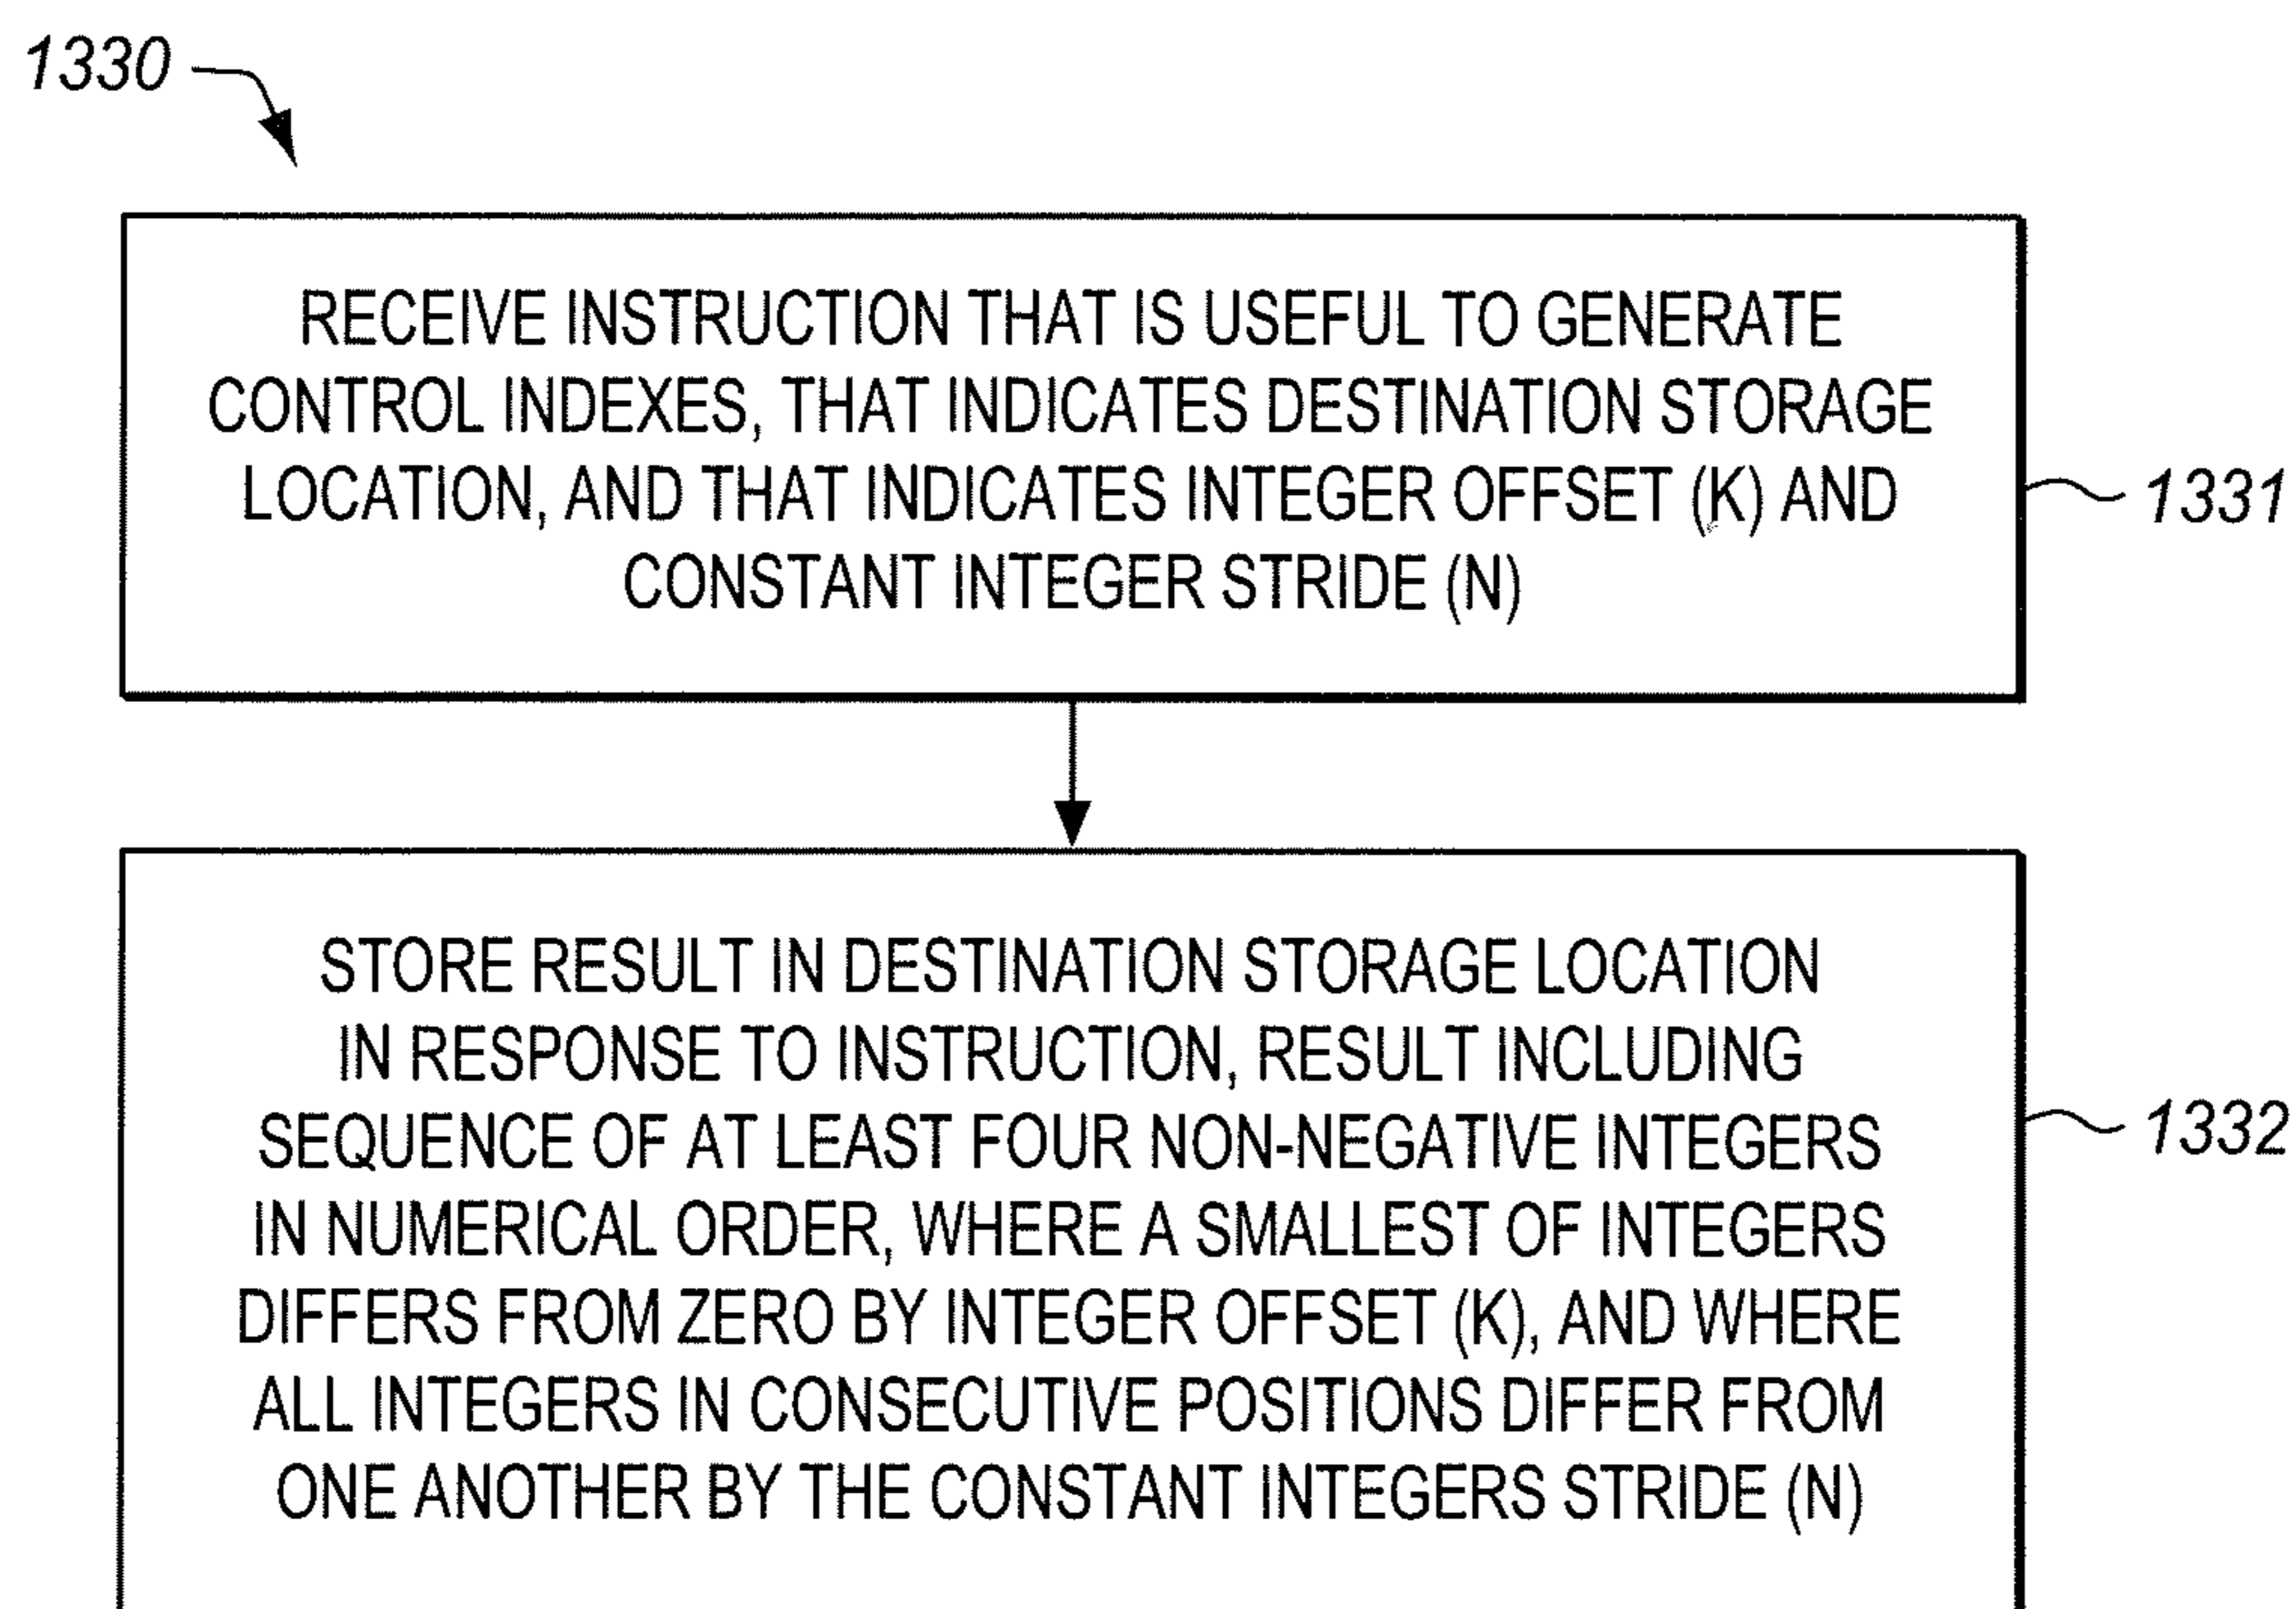 1330
RECEIVE INSTRUCTION THAT IS USEFUL TO GENERATE
CONTROL INDEXES, THAT INDICATES DESTINATION STORAGE
LOCATION, AND THAT INDICATES INTEGER OFFSET (K) AND
CONSTANT INTEGER STRIDE (N)
1331
STORE RESULT IN DESTINATION STORAGE LOCATION
IN RESPONSE TO INSTRUCTION, RESULT INCLUDING
SEQUENCE OF AT LEAST FOUR NON-NEGATIVE INTEGERS
IN NUMERICAL ORDER, WHERE A SMALLEST OF INTEGERS
DIFFERS FROM ZERO BY INTEGER OFFSET (K), AND WHERE
ALL INTEGERS IN CONSECUTIVE POSITIONS DIFFER FROM
ONE ANOTHER BY THE CONSTANT INTEGERS STRIDE (N)
1332